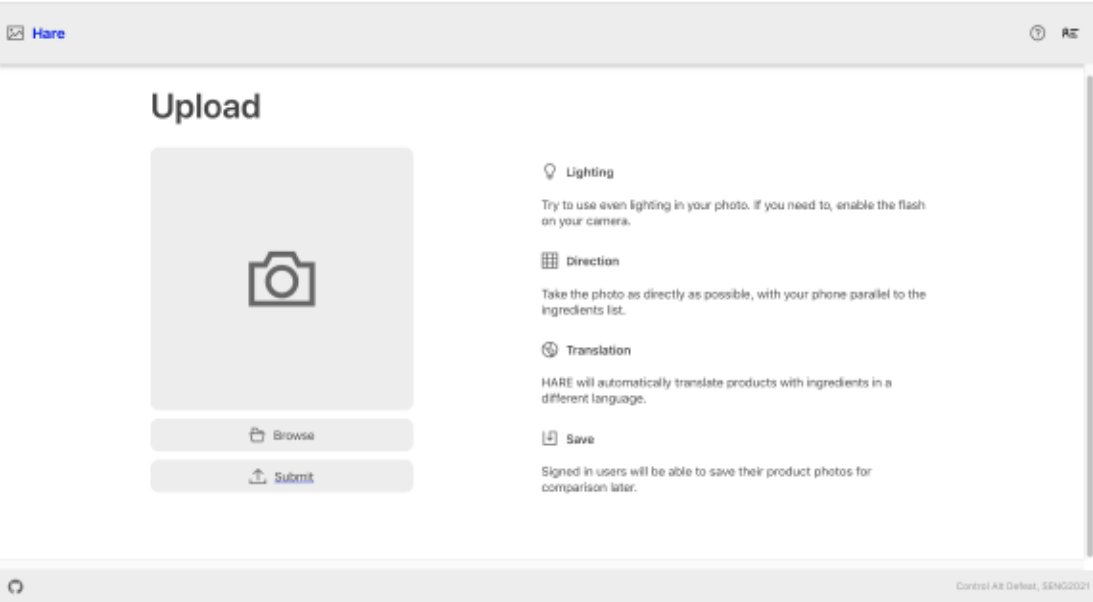 Hare
Upload
Lighting
Try to use even lighting in your photo. If you need to, enable the flash
on your camera.
Direction
Take the photo as directly as possible, with your phone parallel to the
ingredients list.
Translation
HARE will automatically translate products with ingredients in a
different language.
Save
Signed in users will be able to save their product photos for
comparison later.
Browse
Submit
Control Alt Defeat, SENG2021